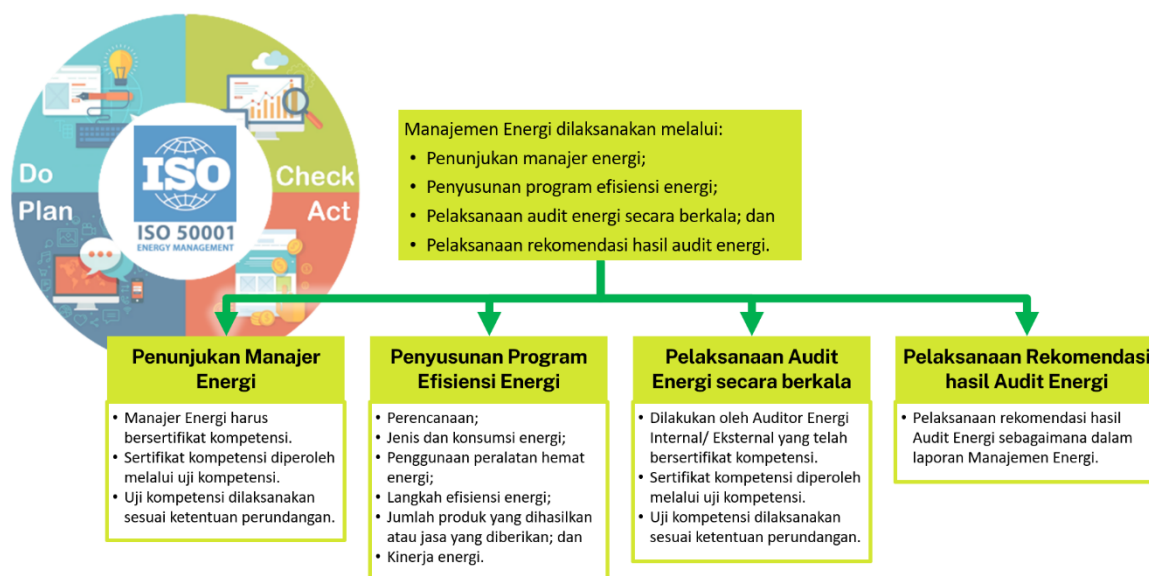 Do
Check
Plan
Act
ISO
ISO 50001
ENERGY MANAGEMENT
Manajemen Energi dilaksanakan melalui:
• Penunjukan manajer energi;
• Penyusunan program efisiensi energi;
• Pelaksanaan audit energi secara berkala; dan
• Pelaksanaan rekomendasi hasil audit energi.
Penunjukan Manajer
Energi
• Manajer Energi harus
bersertifikat kompetensi.
• Sertifikat kompetensi diperoleh
melalui uji kompetensi.
• Uji kompetensi dilaksanakan
sesuai ketentuan perundangan.
Penyusunan Program
Efisiensi Energi
• Perencanaan;
• Jenis dan konsumsi energi;
• Penggunaan peralatan hemat
energi;
• Langkah efisiensi energi;
• Jumlah produk yang dihasilkan
atau jasa yang diberikan; dan
• Kinerja energi.
Pelaksanaan Audit
Energi secara berkala
• Dilakukan oleh Auditor Energi
Internal/ Eksternal yang telah
bersertifikat kompetensi.
• Sertifikat kompetensi diperoleh
melalui uji kompetensi.
• Uji kompetensi dilaksanakan
sesuai ketentuan perundangan.
Pelaksanaan Rekomendasi
hasil Audit Energi
• Pelaksanaan rekomendasi hasil
Audit Energi sebagaimana dalam
laporan Manajemen Energi.